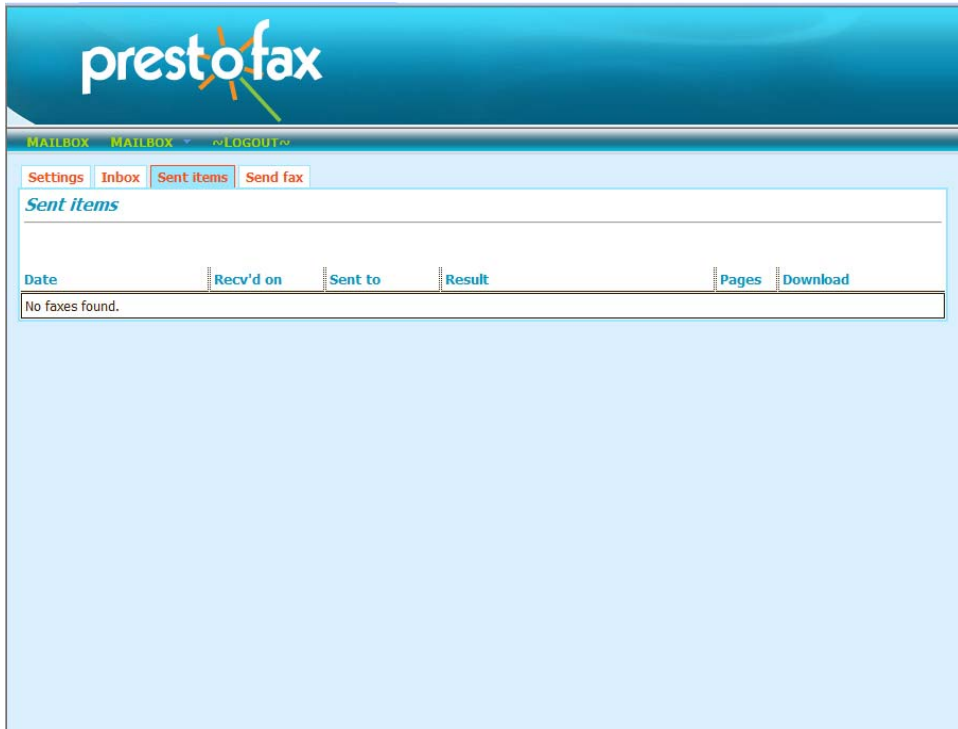 prestofax
MAILBOX MAILBOX ~LOGOUT~
Settings Inbox Sent items Send fax
Sent items
Date Recv'd on Sent to Result Pages Download
No faxes found.